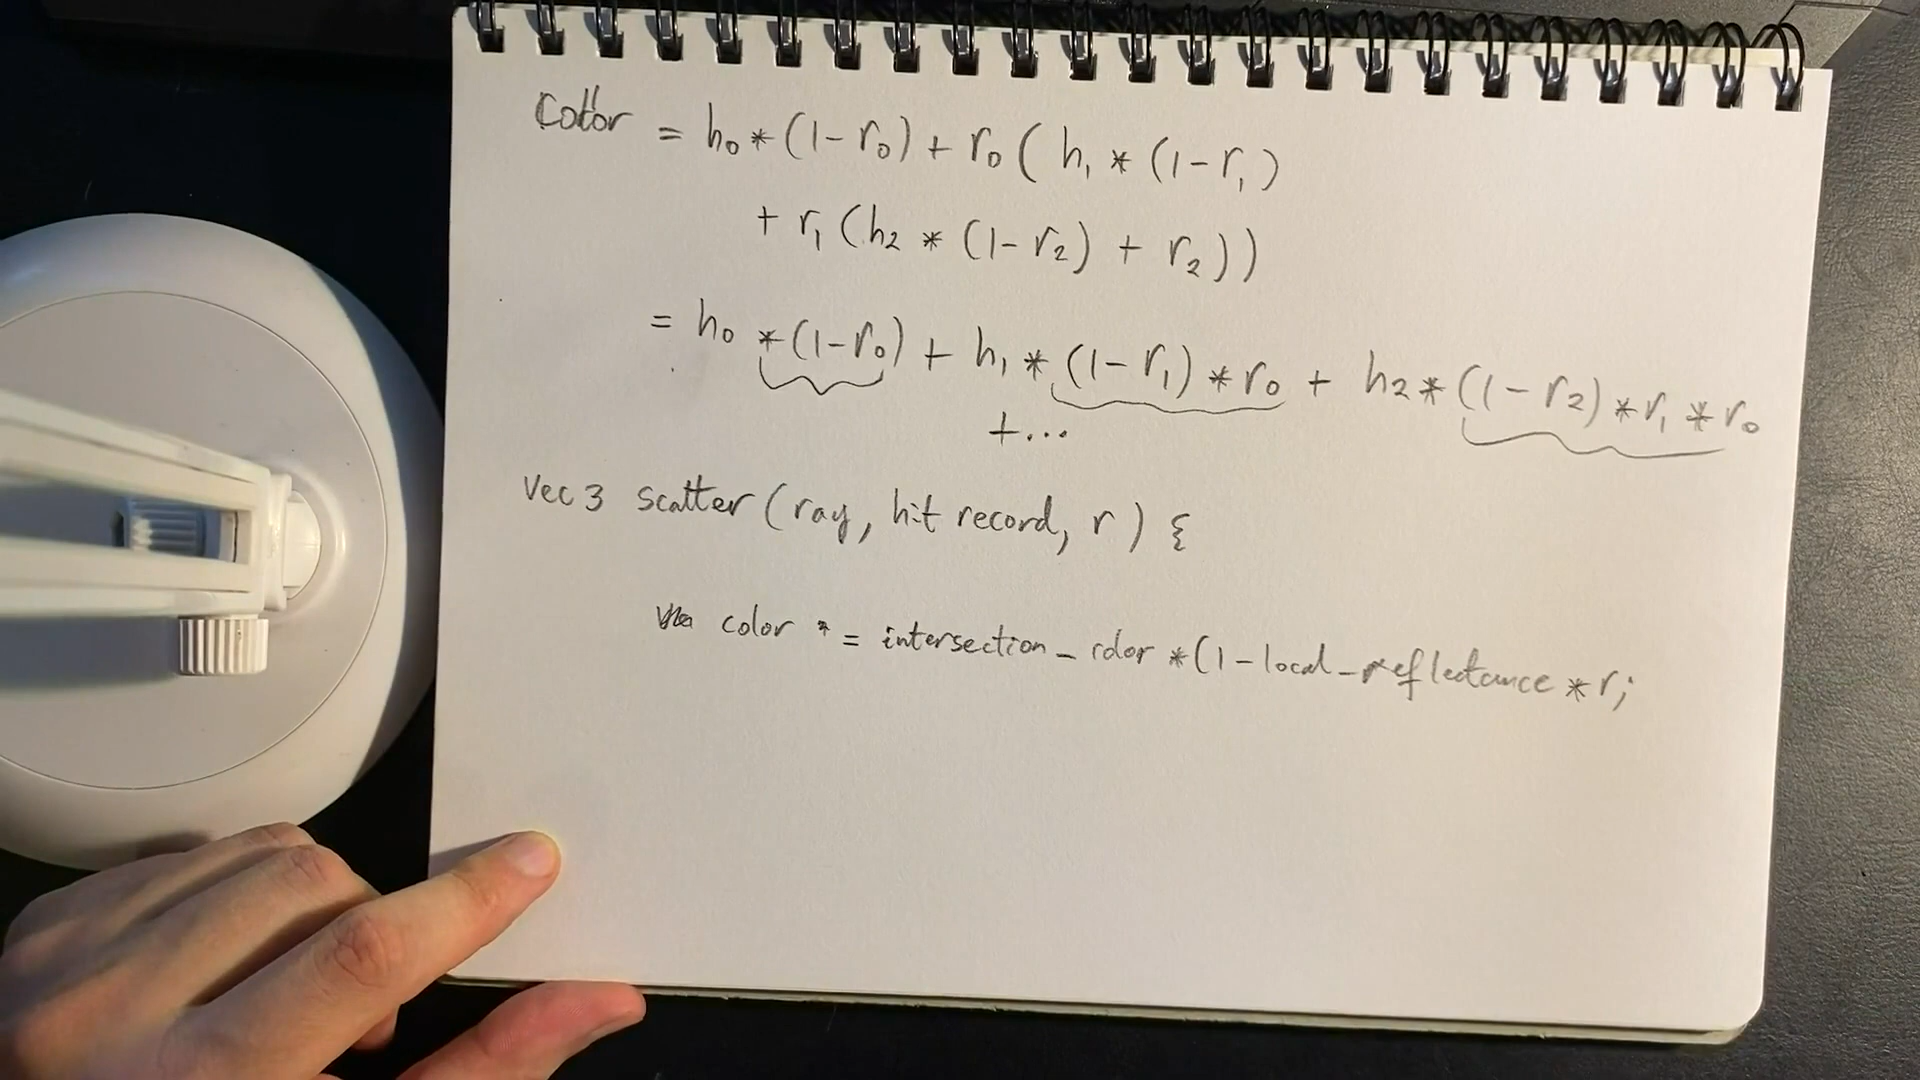 Color = h₀*(1-r₀) + r₀(h₁*(1-r₁)
+ r₁(h₂*(1-r₂) + r₂))
= h₀*(1-r₀) + h₁*(1-r₁)*r₀ + h₂*(1-r₂)*r₁*r₀
+...
Vec3 scatter(ray, hit record, r) {
color *= intersection_color*(1-local_reflectance*r;